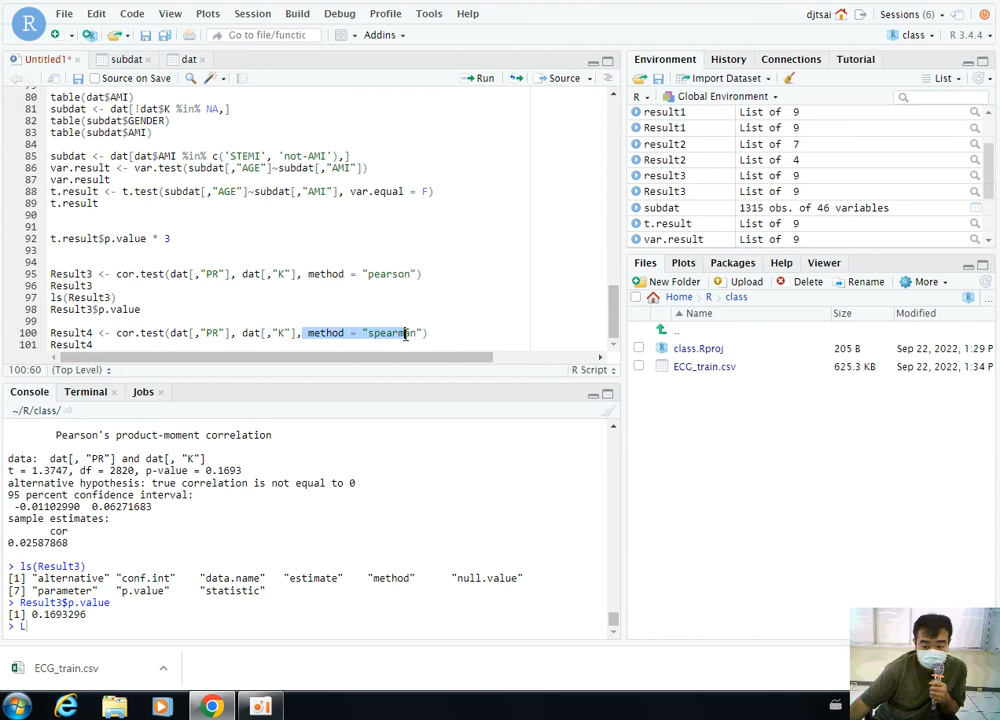 File Edit Code View Plots Session Build Debug Profile Tools Help
djtsai Sessions (6)
Go to file/functic Addins
class R 3.4.4
Untitled1* subdat dat
Source on Save Run Source
80 table(dat$AMI)
81 subdat <- dat[!dat$K %in% NA,]
82 table(subdat$GENDER)
83 table(subdat$AMI)
84
85 subdat <- dat[dat$AMI %in% c('STEMI', 'not-AMI'),]
86 var.result <- var.test(subdat[,"AGE"]~subdat[,"AMI"])
87 var.result
88 t.result <- t.test(subdat[,"AGE"]~subdat[,"AMI"], var.equal = F)
89 t.result
90
91
92 t.result$p.value * 3
93
94
95 Result3 <- cor.test(dat[,"PR"], dat[,"K"], method = "pearson")
96 Result3
97 ls(Result3)
98 Result3$p.value
99
100 Result4 <- cor.test(dat[,"PR"], dat[,"K"], method = "spearman")
101 Result4
100:60 (Top Level) R Script
Console Terminal Jobs
~/R/class/
Pearson's product-moment correlation
data: dat[, "PR"] and dat[, "K"]
t = 1.3747, df = 2820, p-value = 0.1693
alternative hypothesis: true correlation is not equal to 0
95 percent confidence interval:
-0.01102990 0.06271683
sample estimates:
cor
0.02587868
> ls(Result3)
[1] "alternative" "conf.int" "data.name" "estimate" "method" "null.value"
[7] "parameter" "p.value" "statistic"
> Result3$p.value
[1] 0.1693296
> L
Environment History Connections Tutorial
Import Dataset List
R Global Environment
result1 List of 9
Result1 List of 9
result2 List of 7
Result2 List of 4
result3 List of 9
Result3 List of 9
subdat 1315 obs. of 46 variables
t.result List of 9
var.result List of 9
Files Plots Packages Help Viewer
New Folder Upload Delete Rename More
Home R class
Name Size Modified
..
class.Rproj 205 B Sep 22, 2022, 1:29 P
ECG_train.csv 625.3 KB Sep 22, 2022, 1:34 P
ECG_train.csv